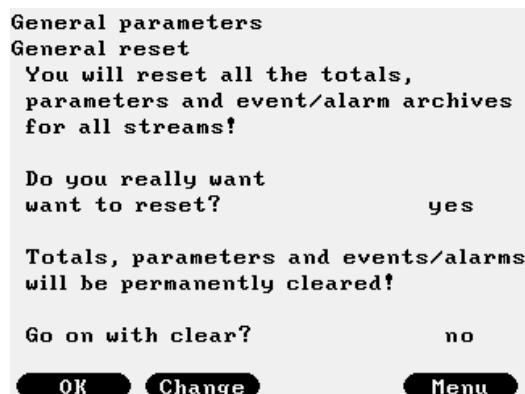 General parameters
General reset
You will reset all the totals,
parameters and event/alarm archives
for all streams!
Do you really want
want to reset? yes
Totals, parameters and events/alarms
will be permanently cleared!
Go on with clear? no
OK Change Menu